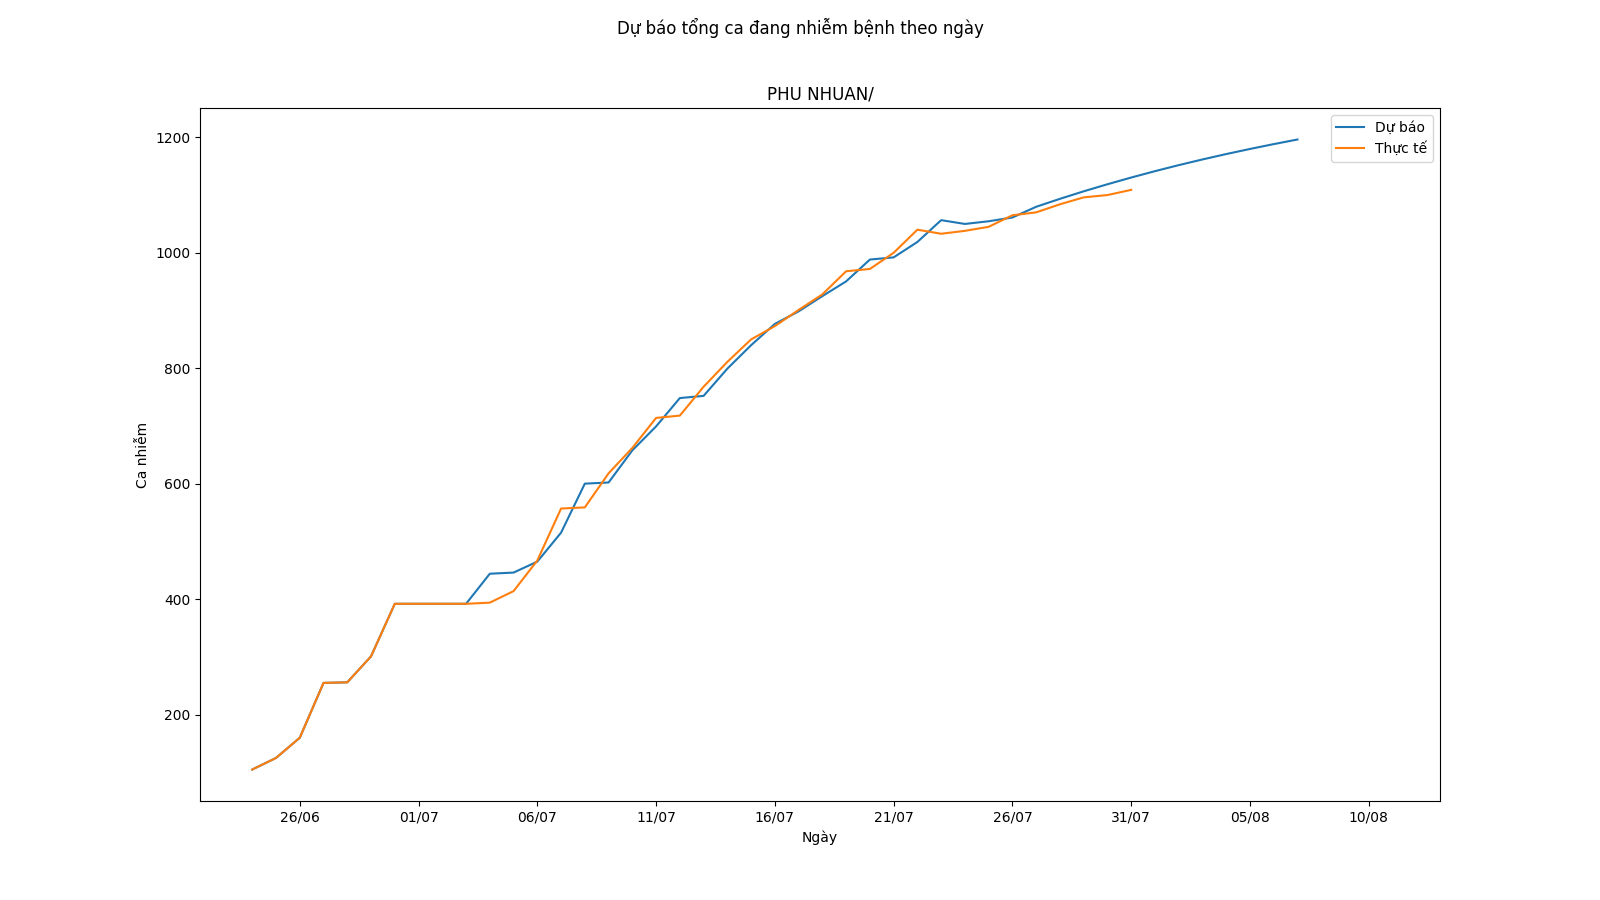 Dự báo tổng ca đang nhiễm bệnh theo ngày
PHU NHUAN/
Dự báo
Thực tế
1200
1000
800
600
400
200
Ca nhiễm
26/06
01/07
06/07
11/07
16/07
21/07
26/07
31/07
05/08
10/08
Ngày